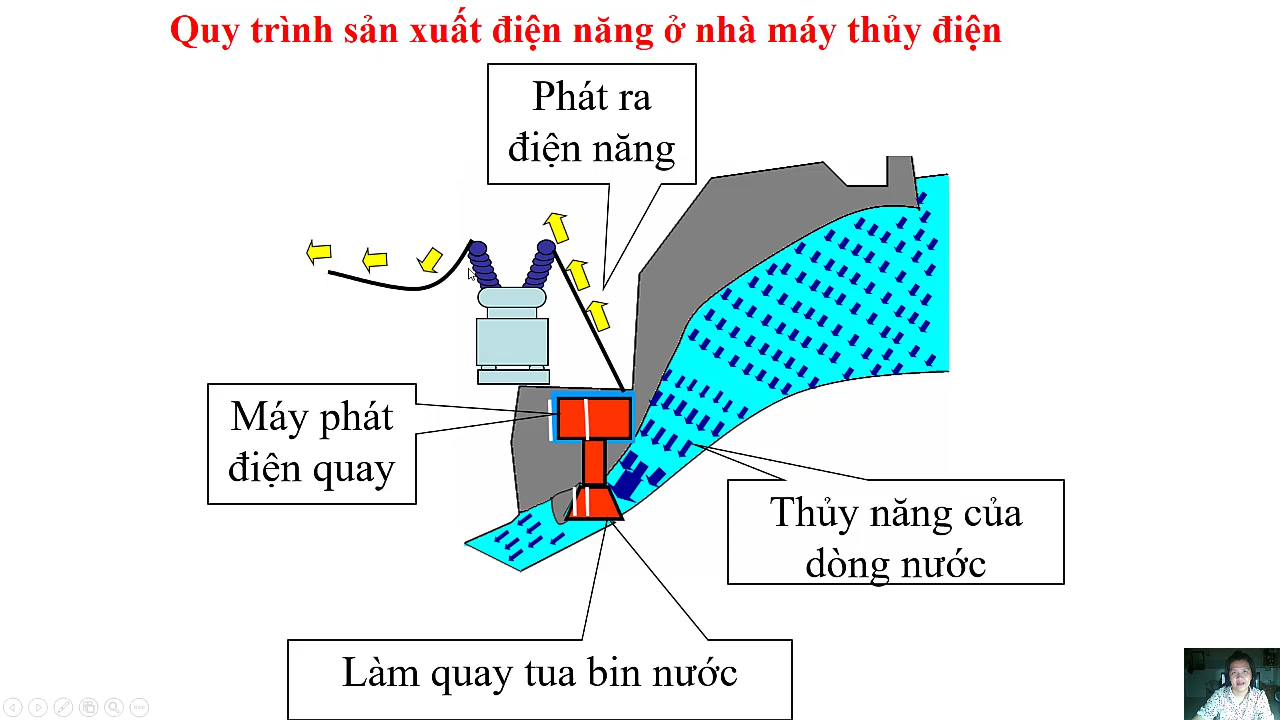 Quy trình sản xuất điện năng ở nhà máy thủy điện
Phát ra
điện năng
Máy phát
điện quay
Thủy năng của
dòng nước
Làm quay tua bin nước